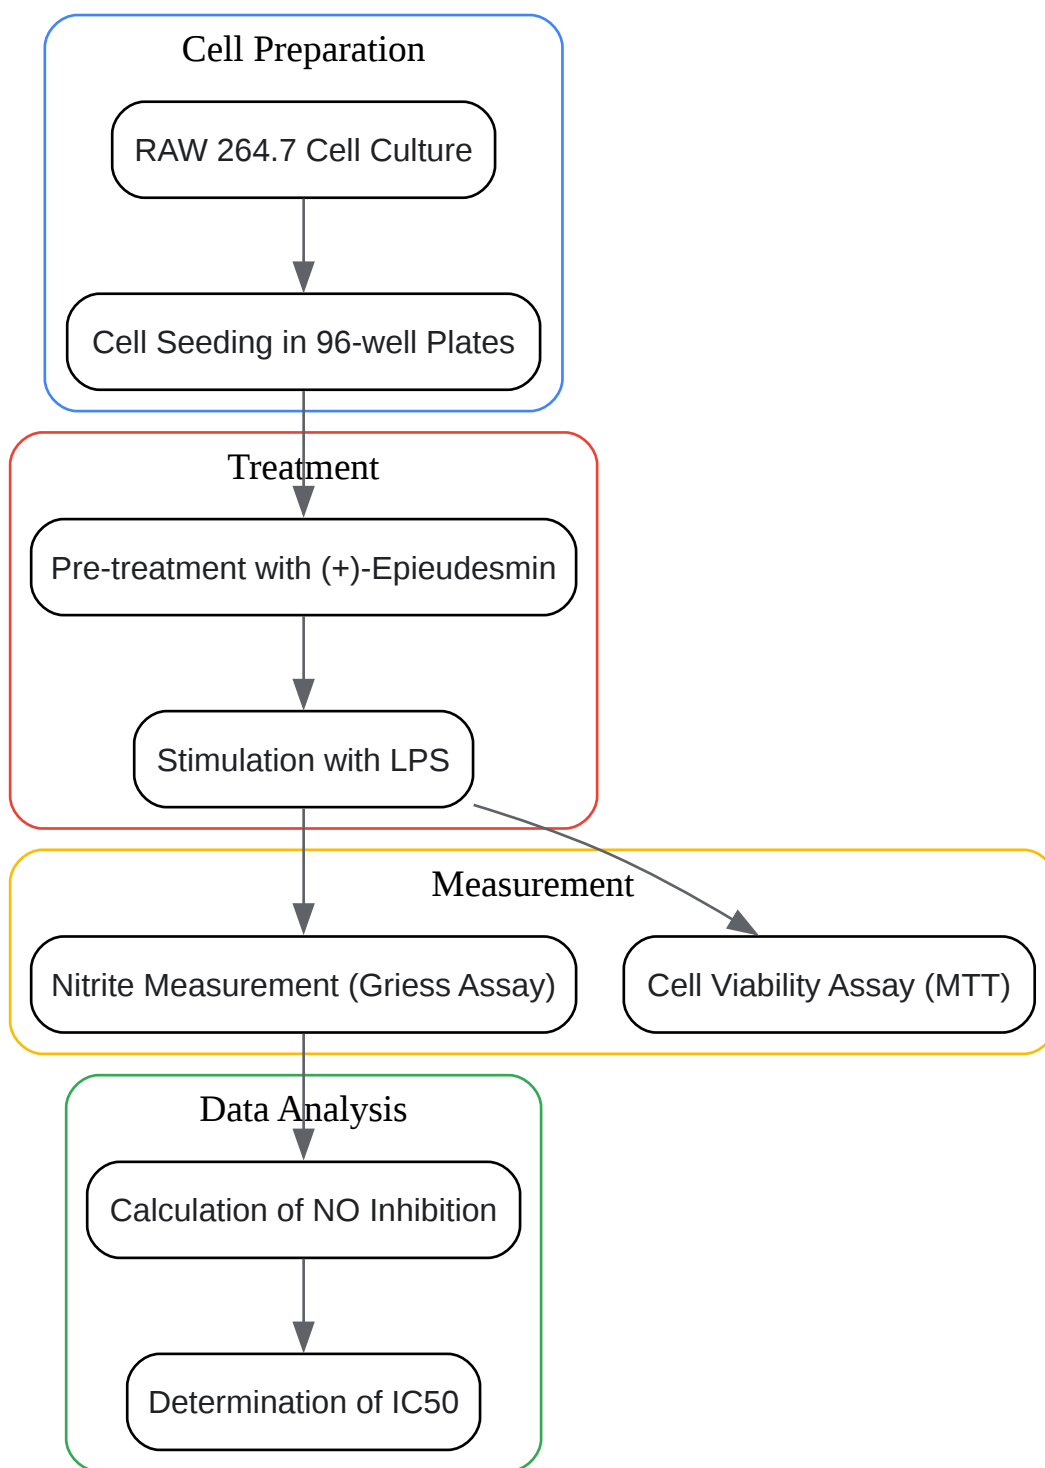 Cell Preparation
RAW 264.7 Cell Culture
Cell Seeding in 96-well Plates
Treatment
Pre-treatment with (+)-Epieudesmin
Stimulation with LPS
Measurement
Nitrite Measurement (Griess Assay)
Cell Viability Assay (MTT)
Data Analysis
Calculation of NO Inhibition
Determination of IC50